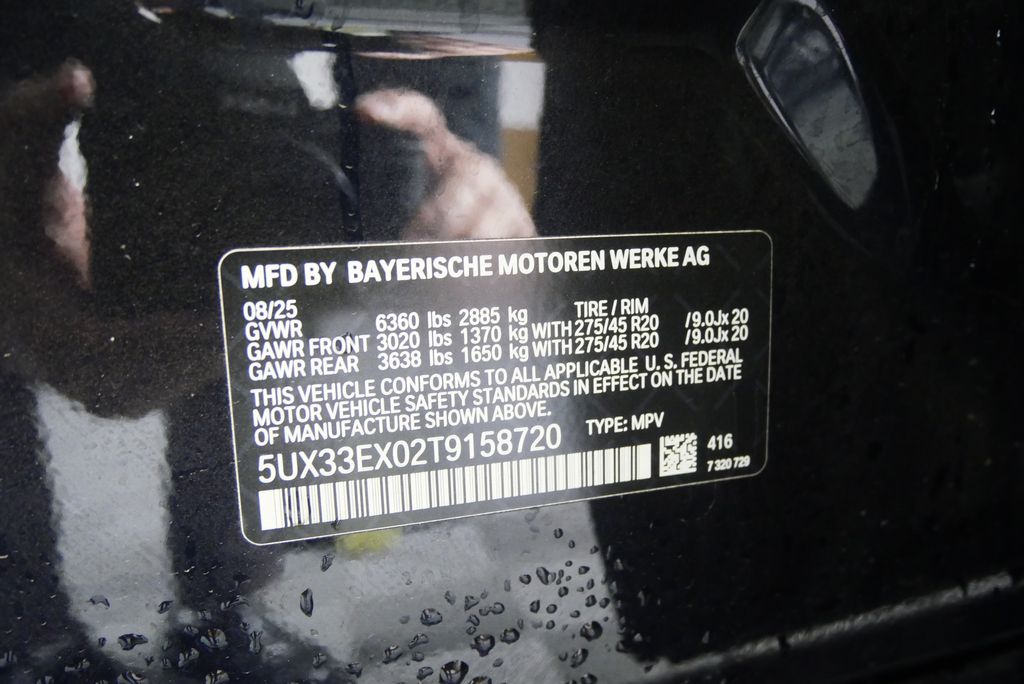 MFD BY BAYERISCHE MOTOREN WERKE AG
08/25 TIRE / RIM
GVWR 6360 lbs 2885 kg
GAWR FRONT 3020 lbs 1370 kg WITH 275/45 R20 /9.0Jx 20
GAWR REAR 3638 lbs 1650 kg WITH 275/45 R20 /9.0Jx 20
THIS VEHICLE CONFORMS TO ALL APPLICABLE U. S. FEDERAL
MOTOR VEHICLE SAFETY STANDARDS IN EFFECT ON THE DATE
OF MANUFACTURE SHOWN ABOVE.
TYPE: MPV
5UX33EX02T9158720
416
7 320 729